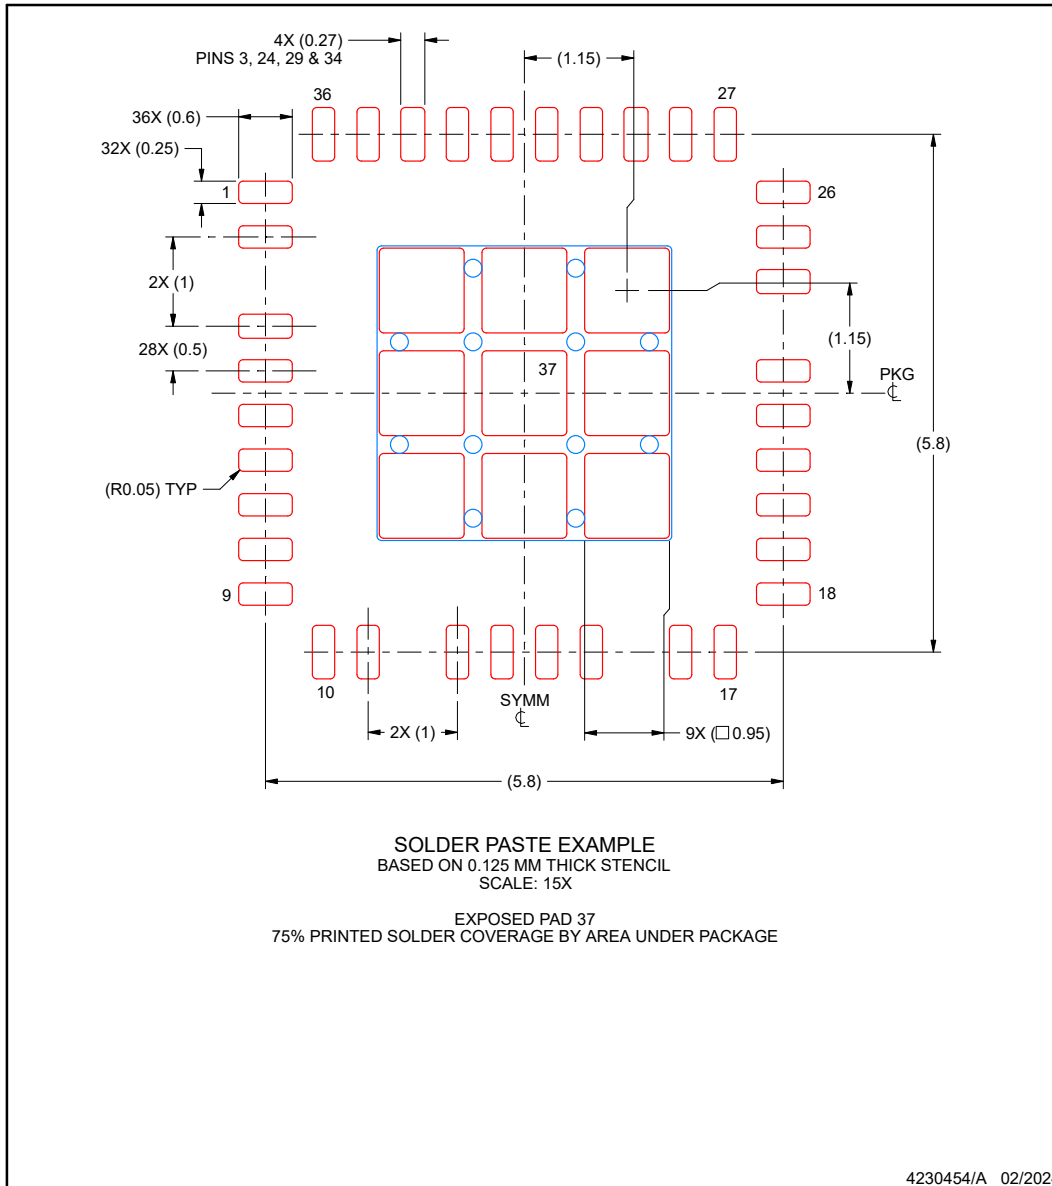 4X (0.27)
PINS 3, 24, 29 & 34
(1.15)
36
27
36X (0.6)
32X (0.25)
1
26
2X (1)
28X (0.5)
(1.15)
37
PKG
(5.8)
(R0.05) TYP
9
18
10
17
SYMM
2X (1)
9X (□ 0.95)
(5.8)
SOLDER PASTE EXAMPLE
BASED ON 0.125 MM THICK STENCIL
SCALE: 15X
EXPOSED PAD 37
75% PRINTED SOLDER COVERAGE BY AREA UNDER PACKAGE
4230454/A